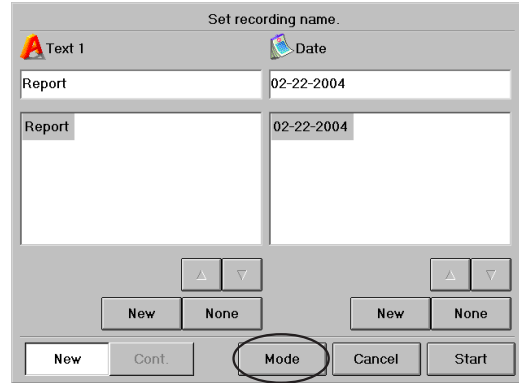 Set recording name.
Text 1 Date
Report 02-22-2004
Report 02-22-2004
New None New None
New Cont. Mode Cancel Start